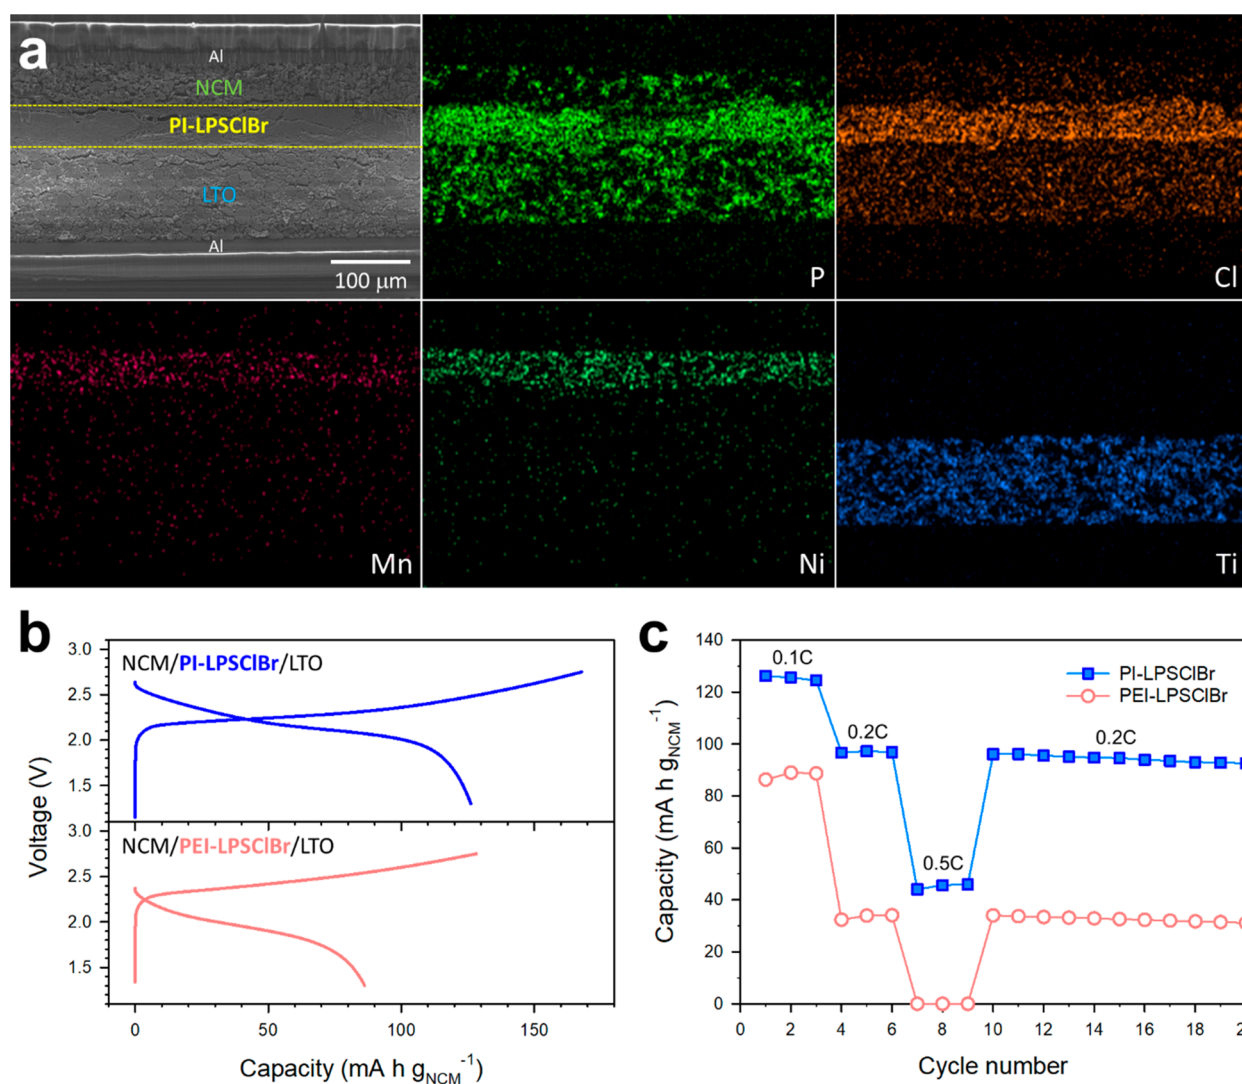 a
Al
NCM
PI-LPSClBr
LTO
Al
100 μm
P
Cl
Mn
Ni
Ti
b
3.0
2.5
2.0
1.5
NCM/PI-LPSClBr/LTO
3.0
2.5
2.0
1.5
NCM/PEI-LPSClBr/LTO
Voltage (V)
0 50 100 150
Capacity (mA h gNCM⁻¹)
c
140
120
100
80
60
40
20
0
0.1C
0.2C
0.5C
0.2C
PI-LPSClBr
PEI-LPSClBr
Capacity (mA h gNCM⁻¹)
0 2 4 6 8 10 12 14 16 18
Cycle number